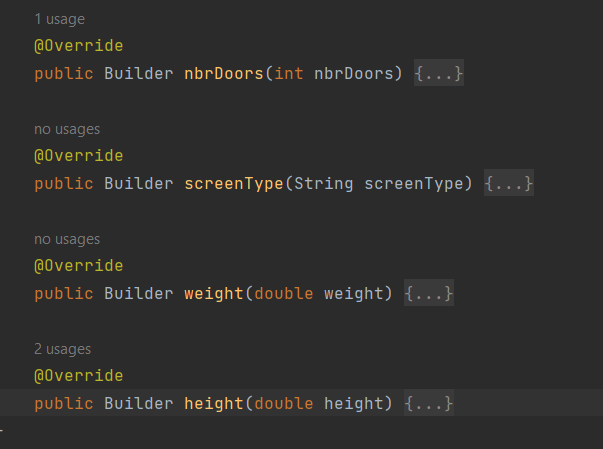 1 usage
@Override
public Builder nbrDoors(int nbrDoors) {...}
no usages
@Override
public Builder screenType(String screenType) {...}
no usages
@Override
public Builder weight(double weight) {...}
2 usages
@Override
public Builder height(double height) {...}